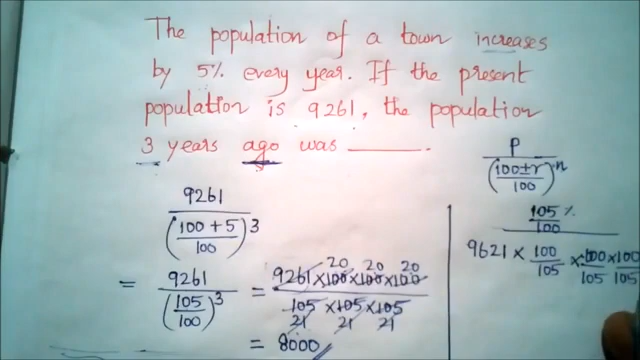 The population of a town increases
by 5% every year. If the present
population is 9261, the population
3 years ago was ______.
P
(100±r/100)^n
9261
(100+5/100)^3
= 9261
(105/100)^3
= 9261×100×100×100
20 20 20
105×105×105
21 21 21
= 8000
105%
100
9621 × 100/105 × 100/105 × 100/105